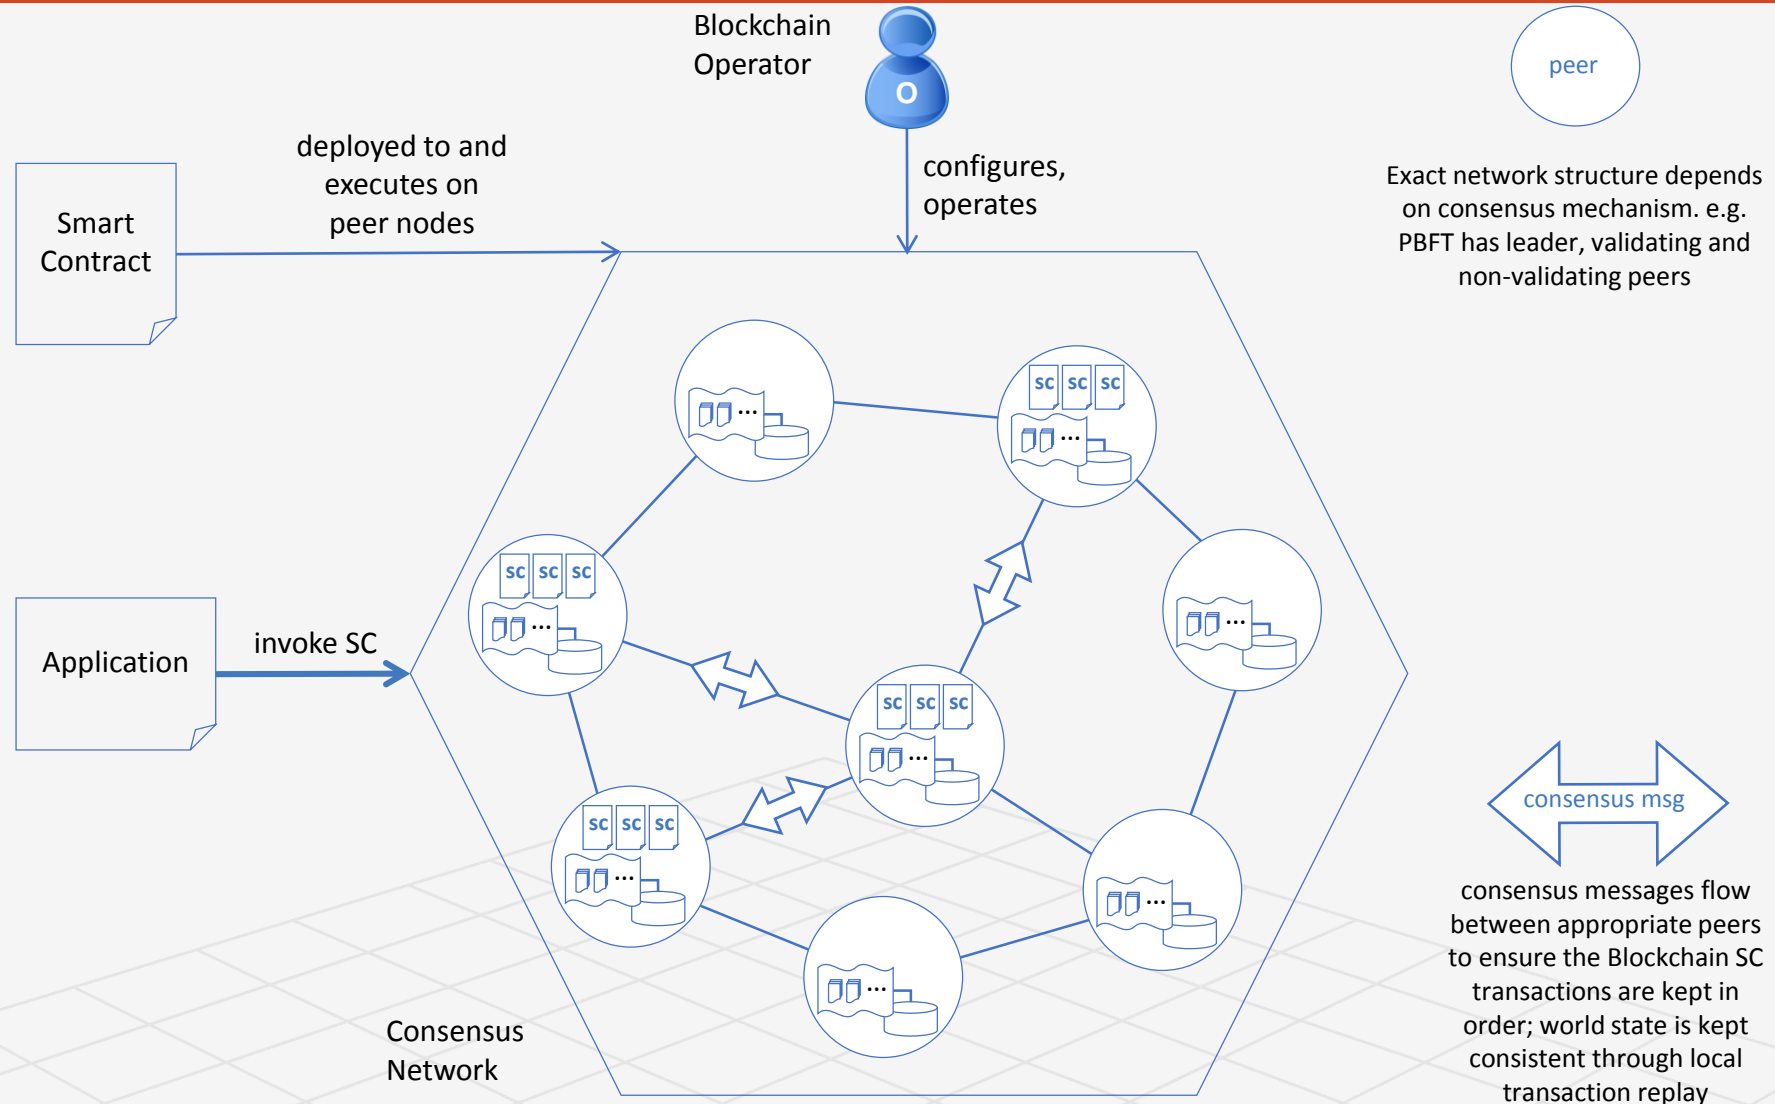 Blockchain
Operator
O
peer
deployed to and
executes on
peer nodes
configures,
operates
Exact network structure depends
on consensus mechanism. e.g.
PBFT has leader, validating and
non-validating peers
Smart
Contract
...
SC SC SC
...
SC SC SC
...
...
Application
invoke SC
SC SC SC
...
SC SC SC
...
...
...
consensus msg
consensus messages flow
between appropriate peers
to ensure the Blockchain SC
transactions are kept in
order; world state is kept
consistent through local
transaction replay
Consensus
Network